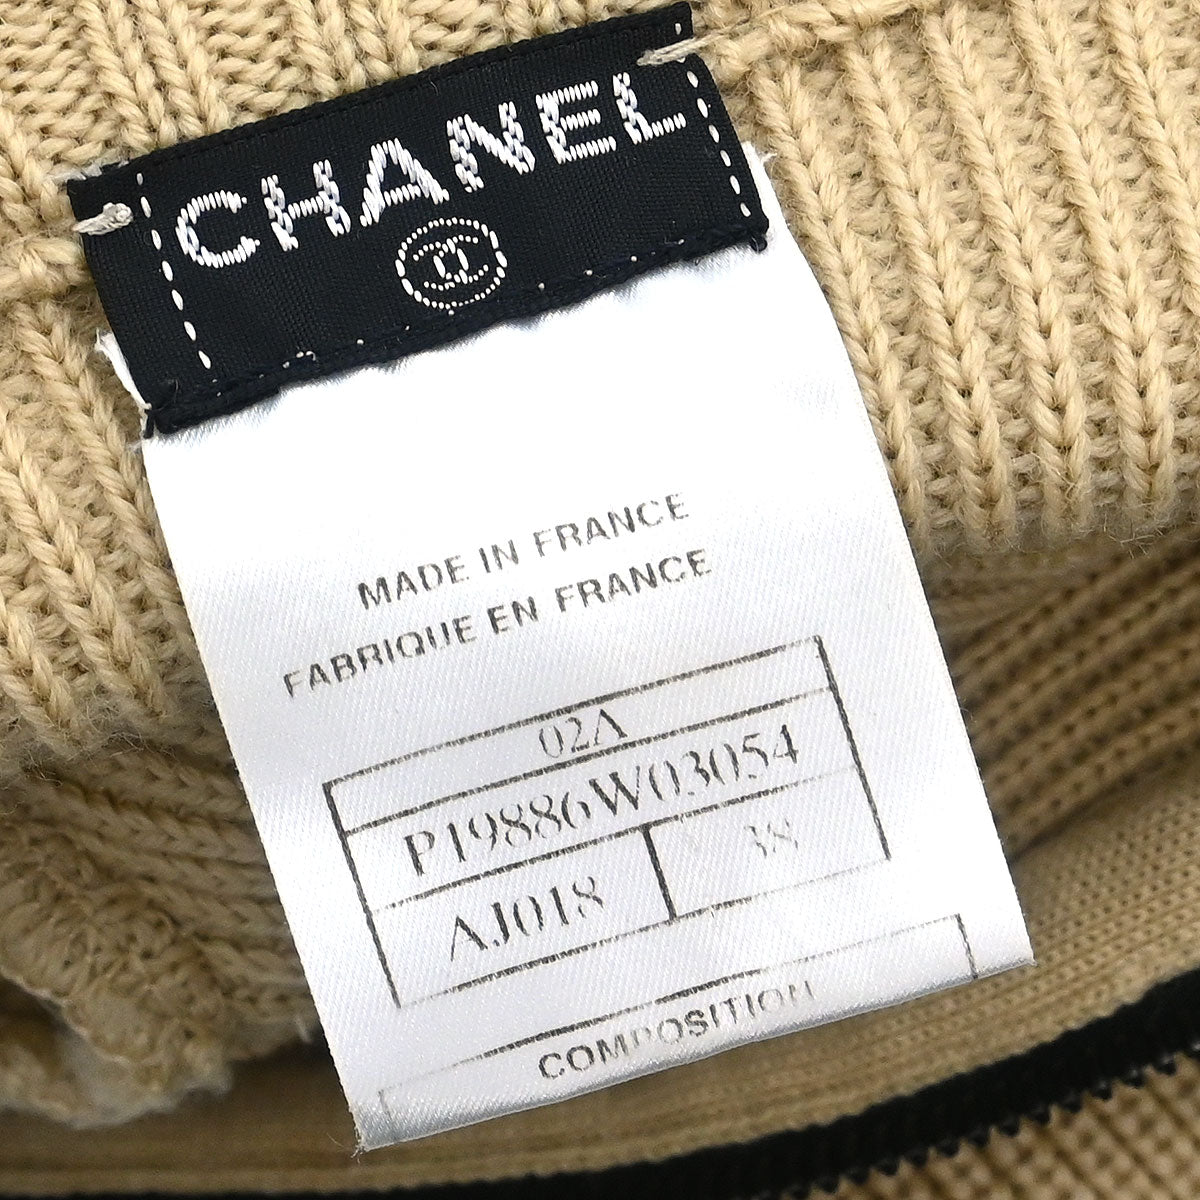 CHANEL
MADE IN FRANCE
FABRIQUE EN FRANCE
02A
P19886W03054
AJ018 38
COMPOSITION